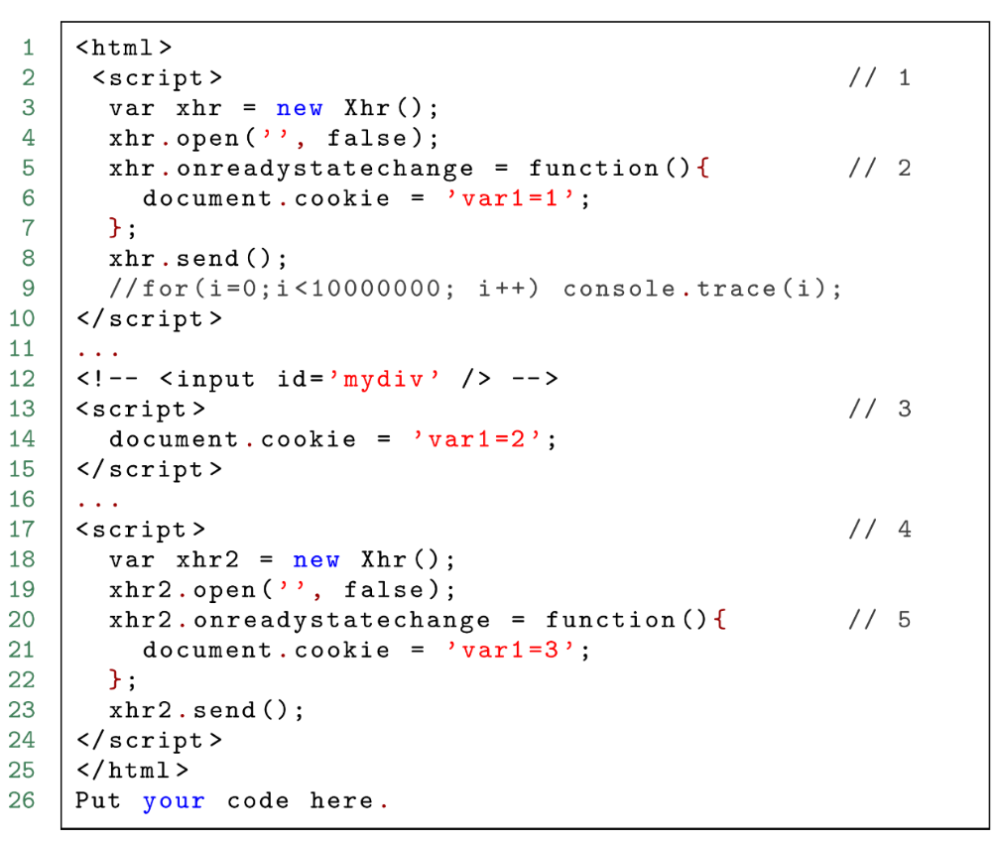 1 <html>
2 <script> // 1
3 var xhr = new Xhr();
4 xhr.open('', false);
5 xhr.onreadystatechange = function(){ // 2
6 document.cookie = 'var1=1';
7 };
8 xhr.send();
9 //for(i=0;i<10000000; i++) console.trace(i);
10 </script>
11 ...
12 <!-- <input id='mydiv' /> -->
13 <script> // 3
14 document.cookie = 'var1=2';
15 </script>
16 ...
17 <script> // 4
18 var xhr2 = new Xhr();
19 xhr2.open('', false);
20 xhr2.onreadystatechange = function(){ // 5
21 document.cookie = 'var1=3';
22 };
23 xhr2.send();
24 </script>
25 </html>
26 Put your code here.